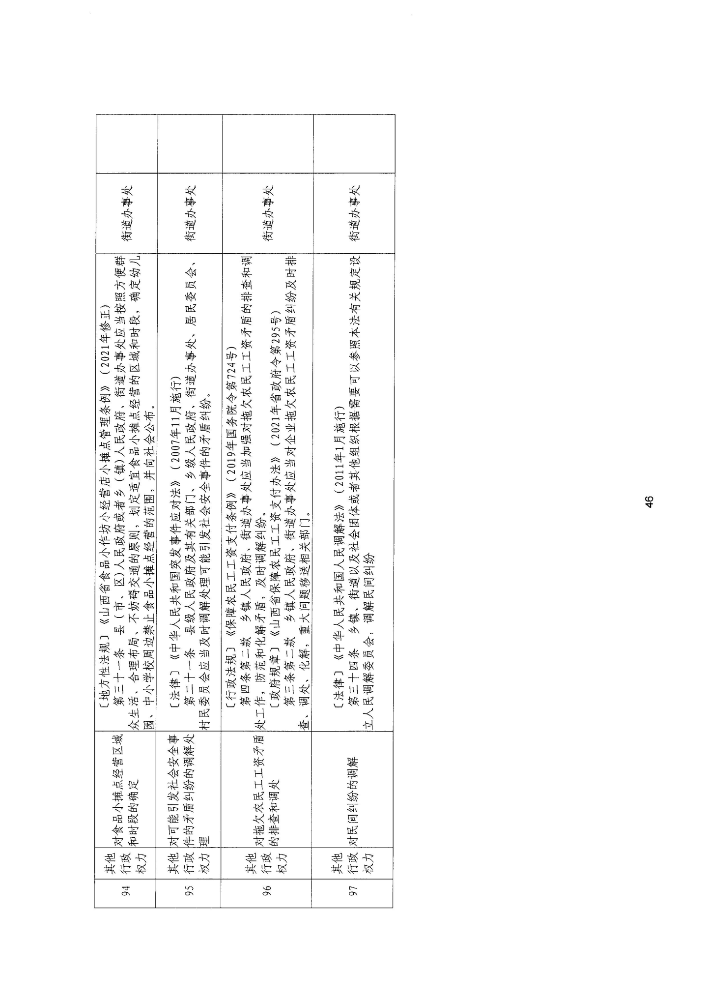 94
其他
行政
权力
对食品小摊点经营区域
和时段的确定
〔地方性法规〕《山西省食品小作坊小经营店小摊点管理条例》（2021年修正）
第三十一条　县（市、区)人民政府或者乡（镇)人民政府、街道办事处应当按照方便群
众生活、合理布局、不妨碍交通的原则，划定适宜食品小摊点经营的区域和时段，确定幼儿
园、中小学校周边禁止食品小摊点经营的范围，并向社会公布。
街道办事处
95
其他
行政
权力
对可能引发社会安全事
件的矛盾纠纷的调解处
理
〔法律〕《中华人民共和国突发事件应对法》（2007年11月施行）
第二十一条　县级人民政府及其有关部门、乡级人民政府、街道办事处、居民委员会、
村民委员会应当及时调解处理可能引发社会安全事件的矛盾纠纷。
街道办事处
96
其他
行政
权力
对拖欠农民工工资矛盾
的排查和调处
〔行政法规〕《保障农民工工资支付条例》（2019年国务院令第724号）
第四条第二款　乡镇人民政府、街道办事处应当加强对拖欠农民工工资矛盾的排查和调
处工作，防范和化解矛盾，及时调解纠纷。
〔政府规章〕《山西省保障农民工工资支付办法》（2021年省政府令第295号）
第三条第二款　乡镇人民政府、街道办事处应当对企业拖欠农民工工资矛盾纠纷及时排
查、调处、化解，重大问题移送相关部门。
街道办事处
97
其他
行政
权力
对民间纠纷的调解
〔法律〕《中华人民共和国人民调解法》（2011年1月施行）
第三十四条　乡镇、街道以及社会团体或者其他组织根据需要可以参照本法有关规定设
立人民调解委员会，调解民间纠纷
街道办事处
46